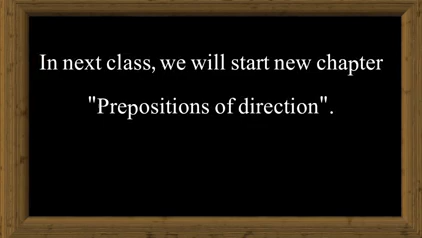 In next class, we will start new chapter
"Prepositions of direction".